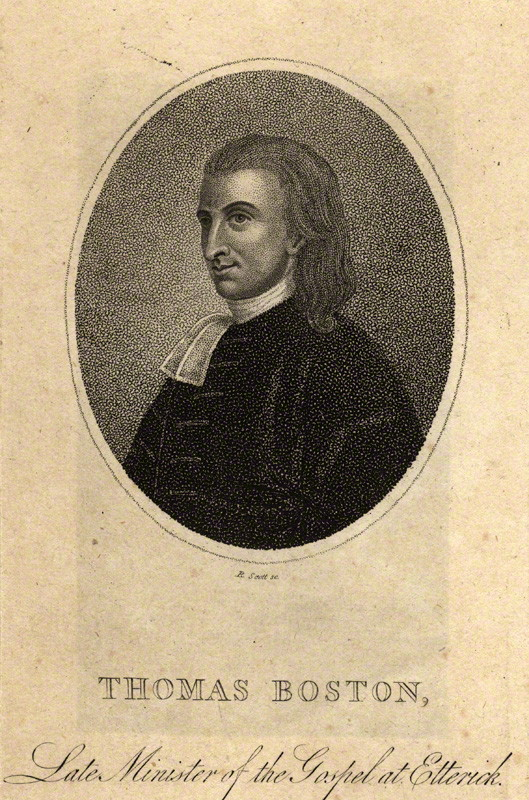 R. Scott sc.
THOMAS BOSTON,
Late Minister of the Gospel at Etterick.